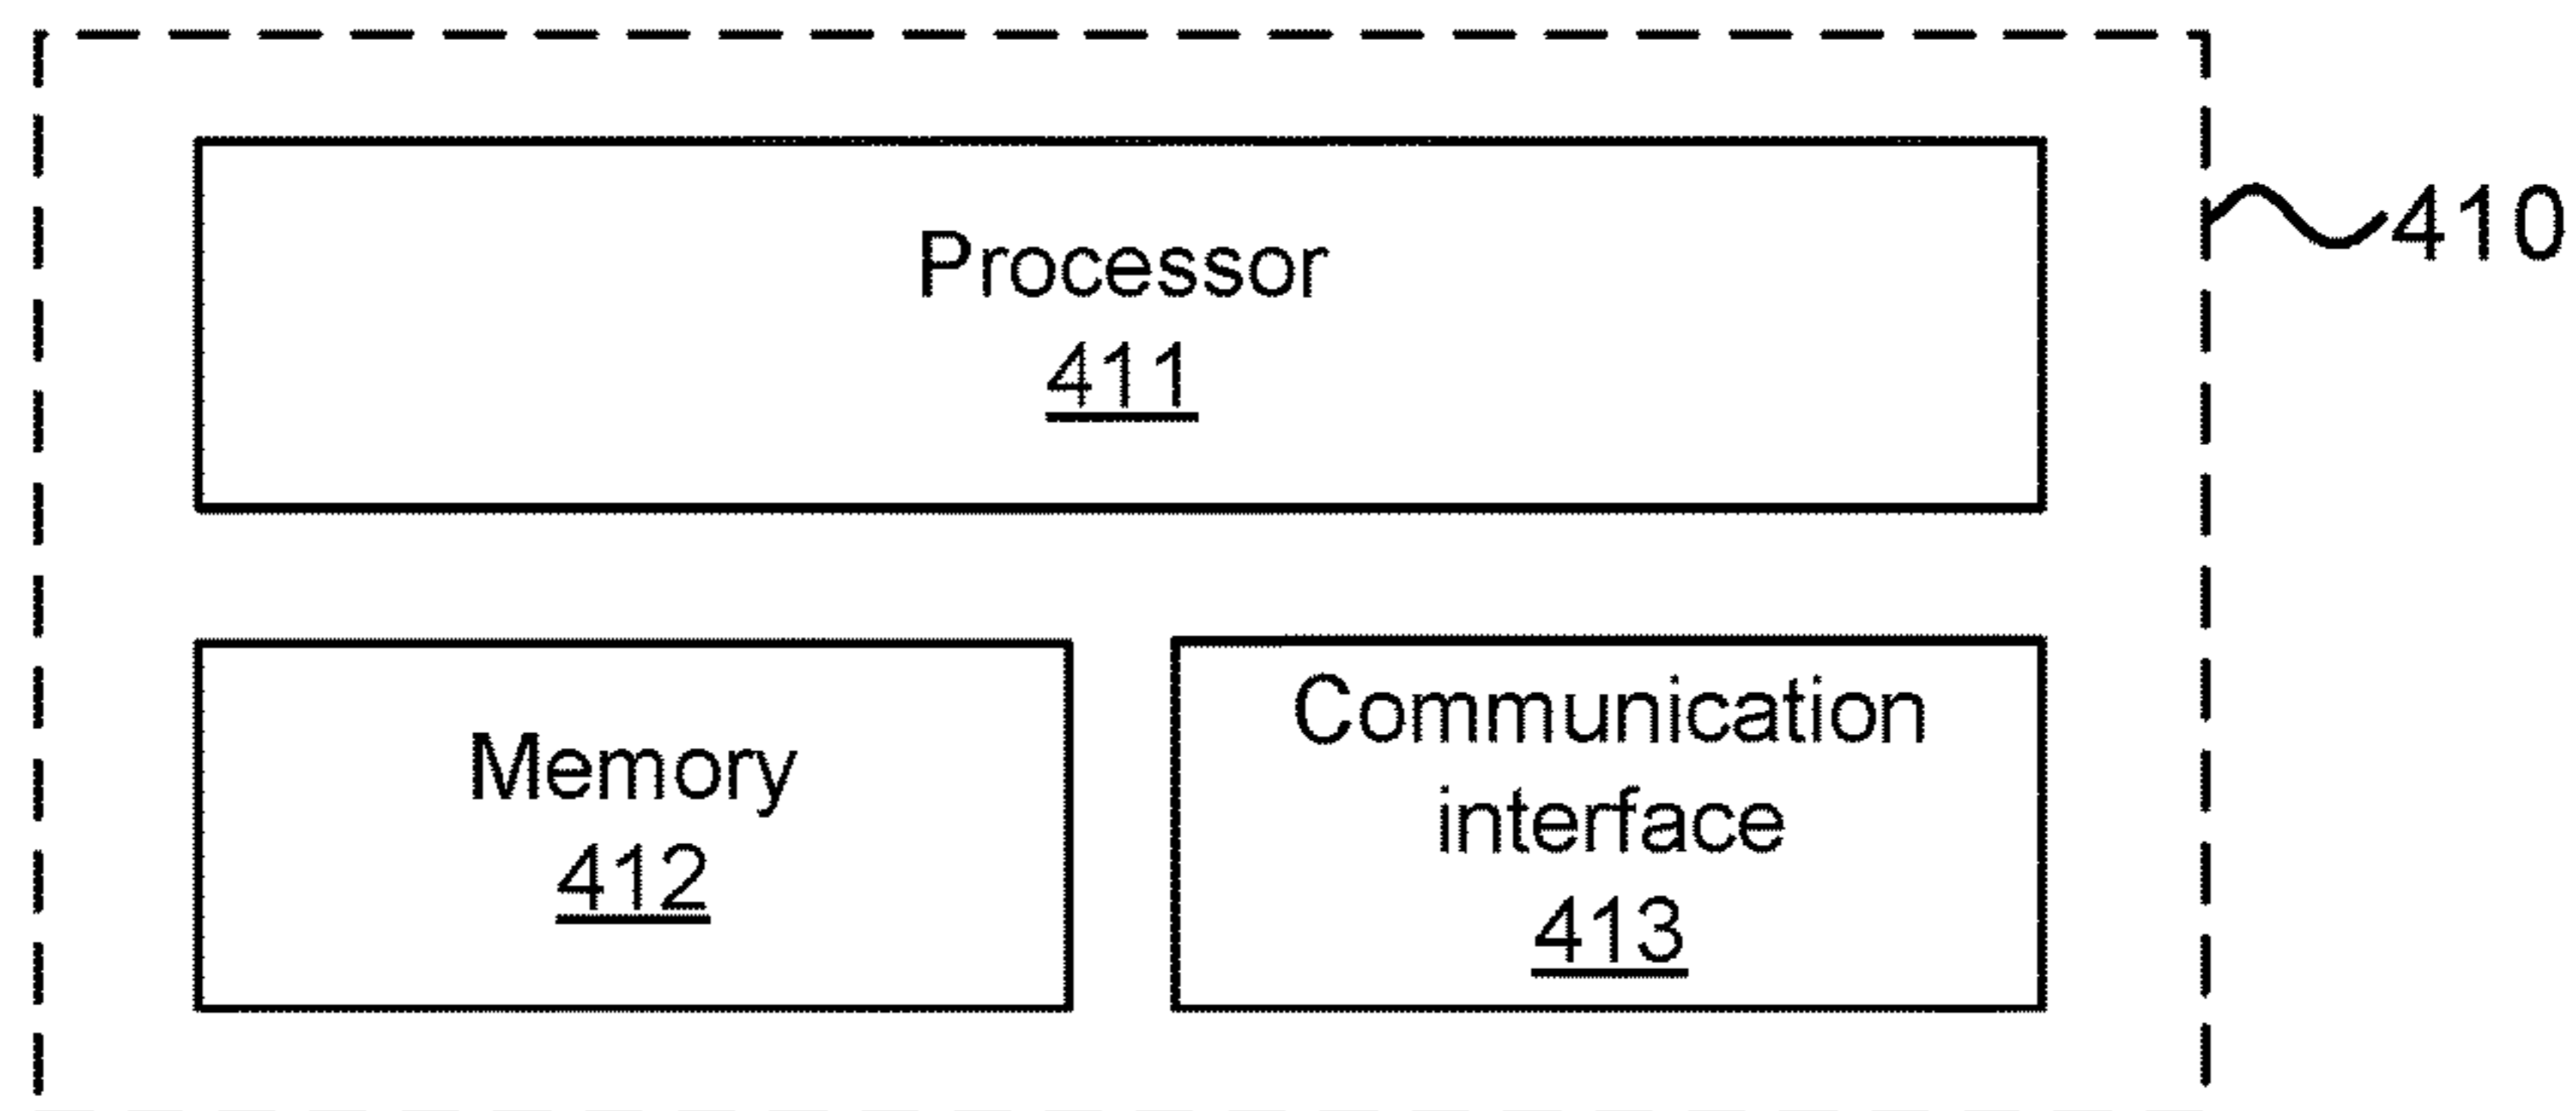 Processor
411
410
Memory
412
Communication
interface
413